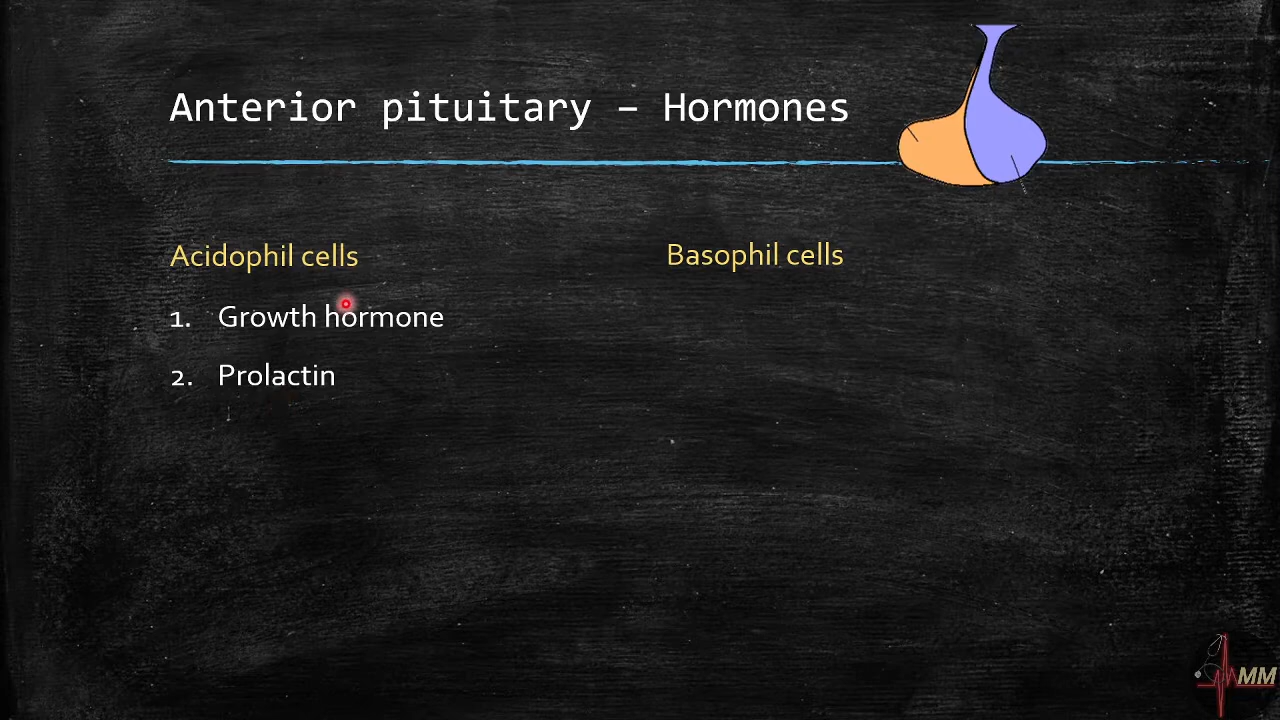 Anterior pituitary – Hormones
Acidophil cells
Basophil cells
1. Growth hormone
2. Prolactin
MM